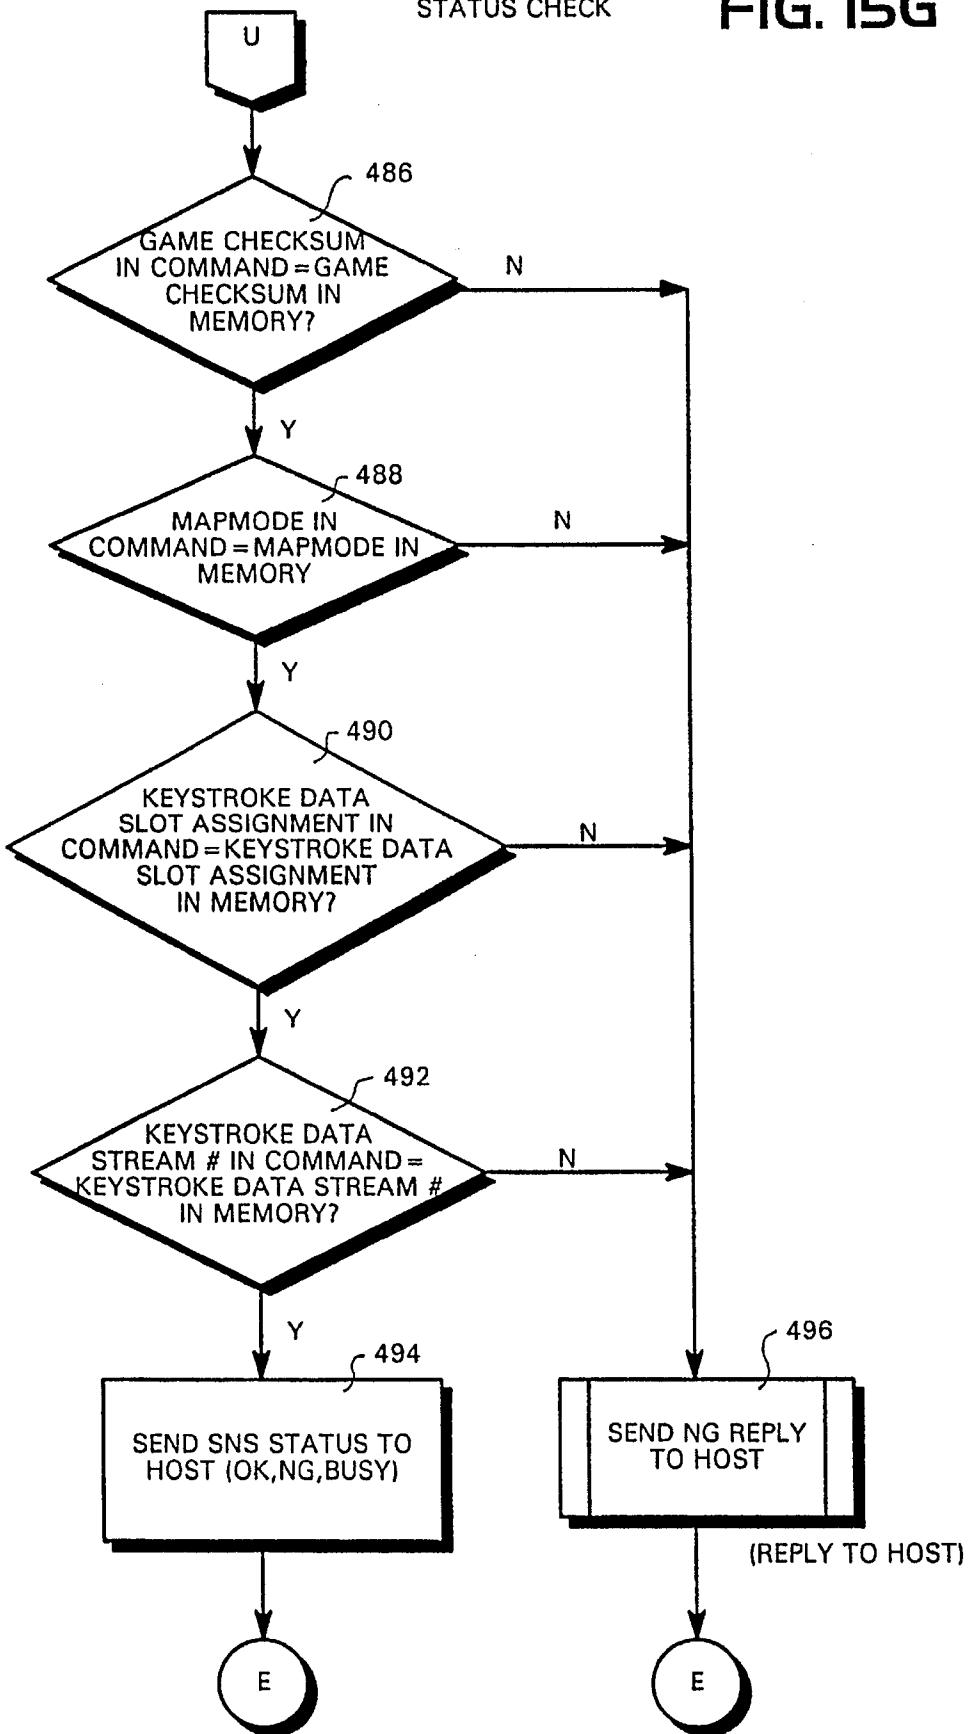 STATUS CHECK
FIG. 15G
U
486
GAME CHECKSUM
IN COMMAND=GAME
CHECKSUM IN
MEMORY?
N
Y
488
MAPMODE IN
COMMAND=MAPMODE IN
MEMORY
N
Y
490
KEYSTROKE DATA
SLOT ASSIGNMENT IN
COMMAND=KEYSTROKE DATA
SLOT ASSIGNMENT
IN MEMORY?
N
Y
492
KEYSTROKE DATA
STREAM # IN COMMAND=
KEYSTROKE DATA STREAM #
IN MEMORY?
N
Y
494
SEND SNS STATUS TO
HOST (OK,NG,BUSY)
496
SEND NG REPLY
TO HOST
(REPLY TO HOST)
E
E